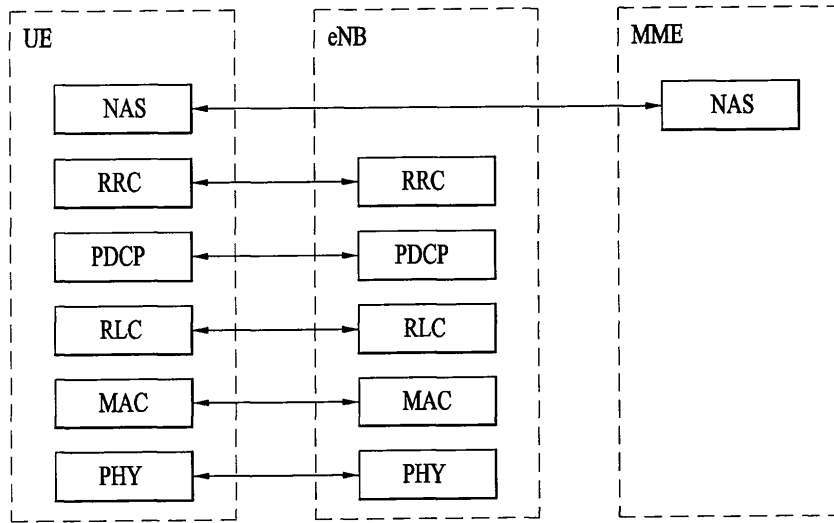 UE eNB MME
NAS NAS
RRC RRC
PDCP PDCP
RLC RLC
MAC MAC
PHY PHY